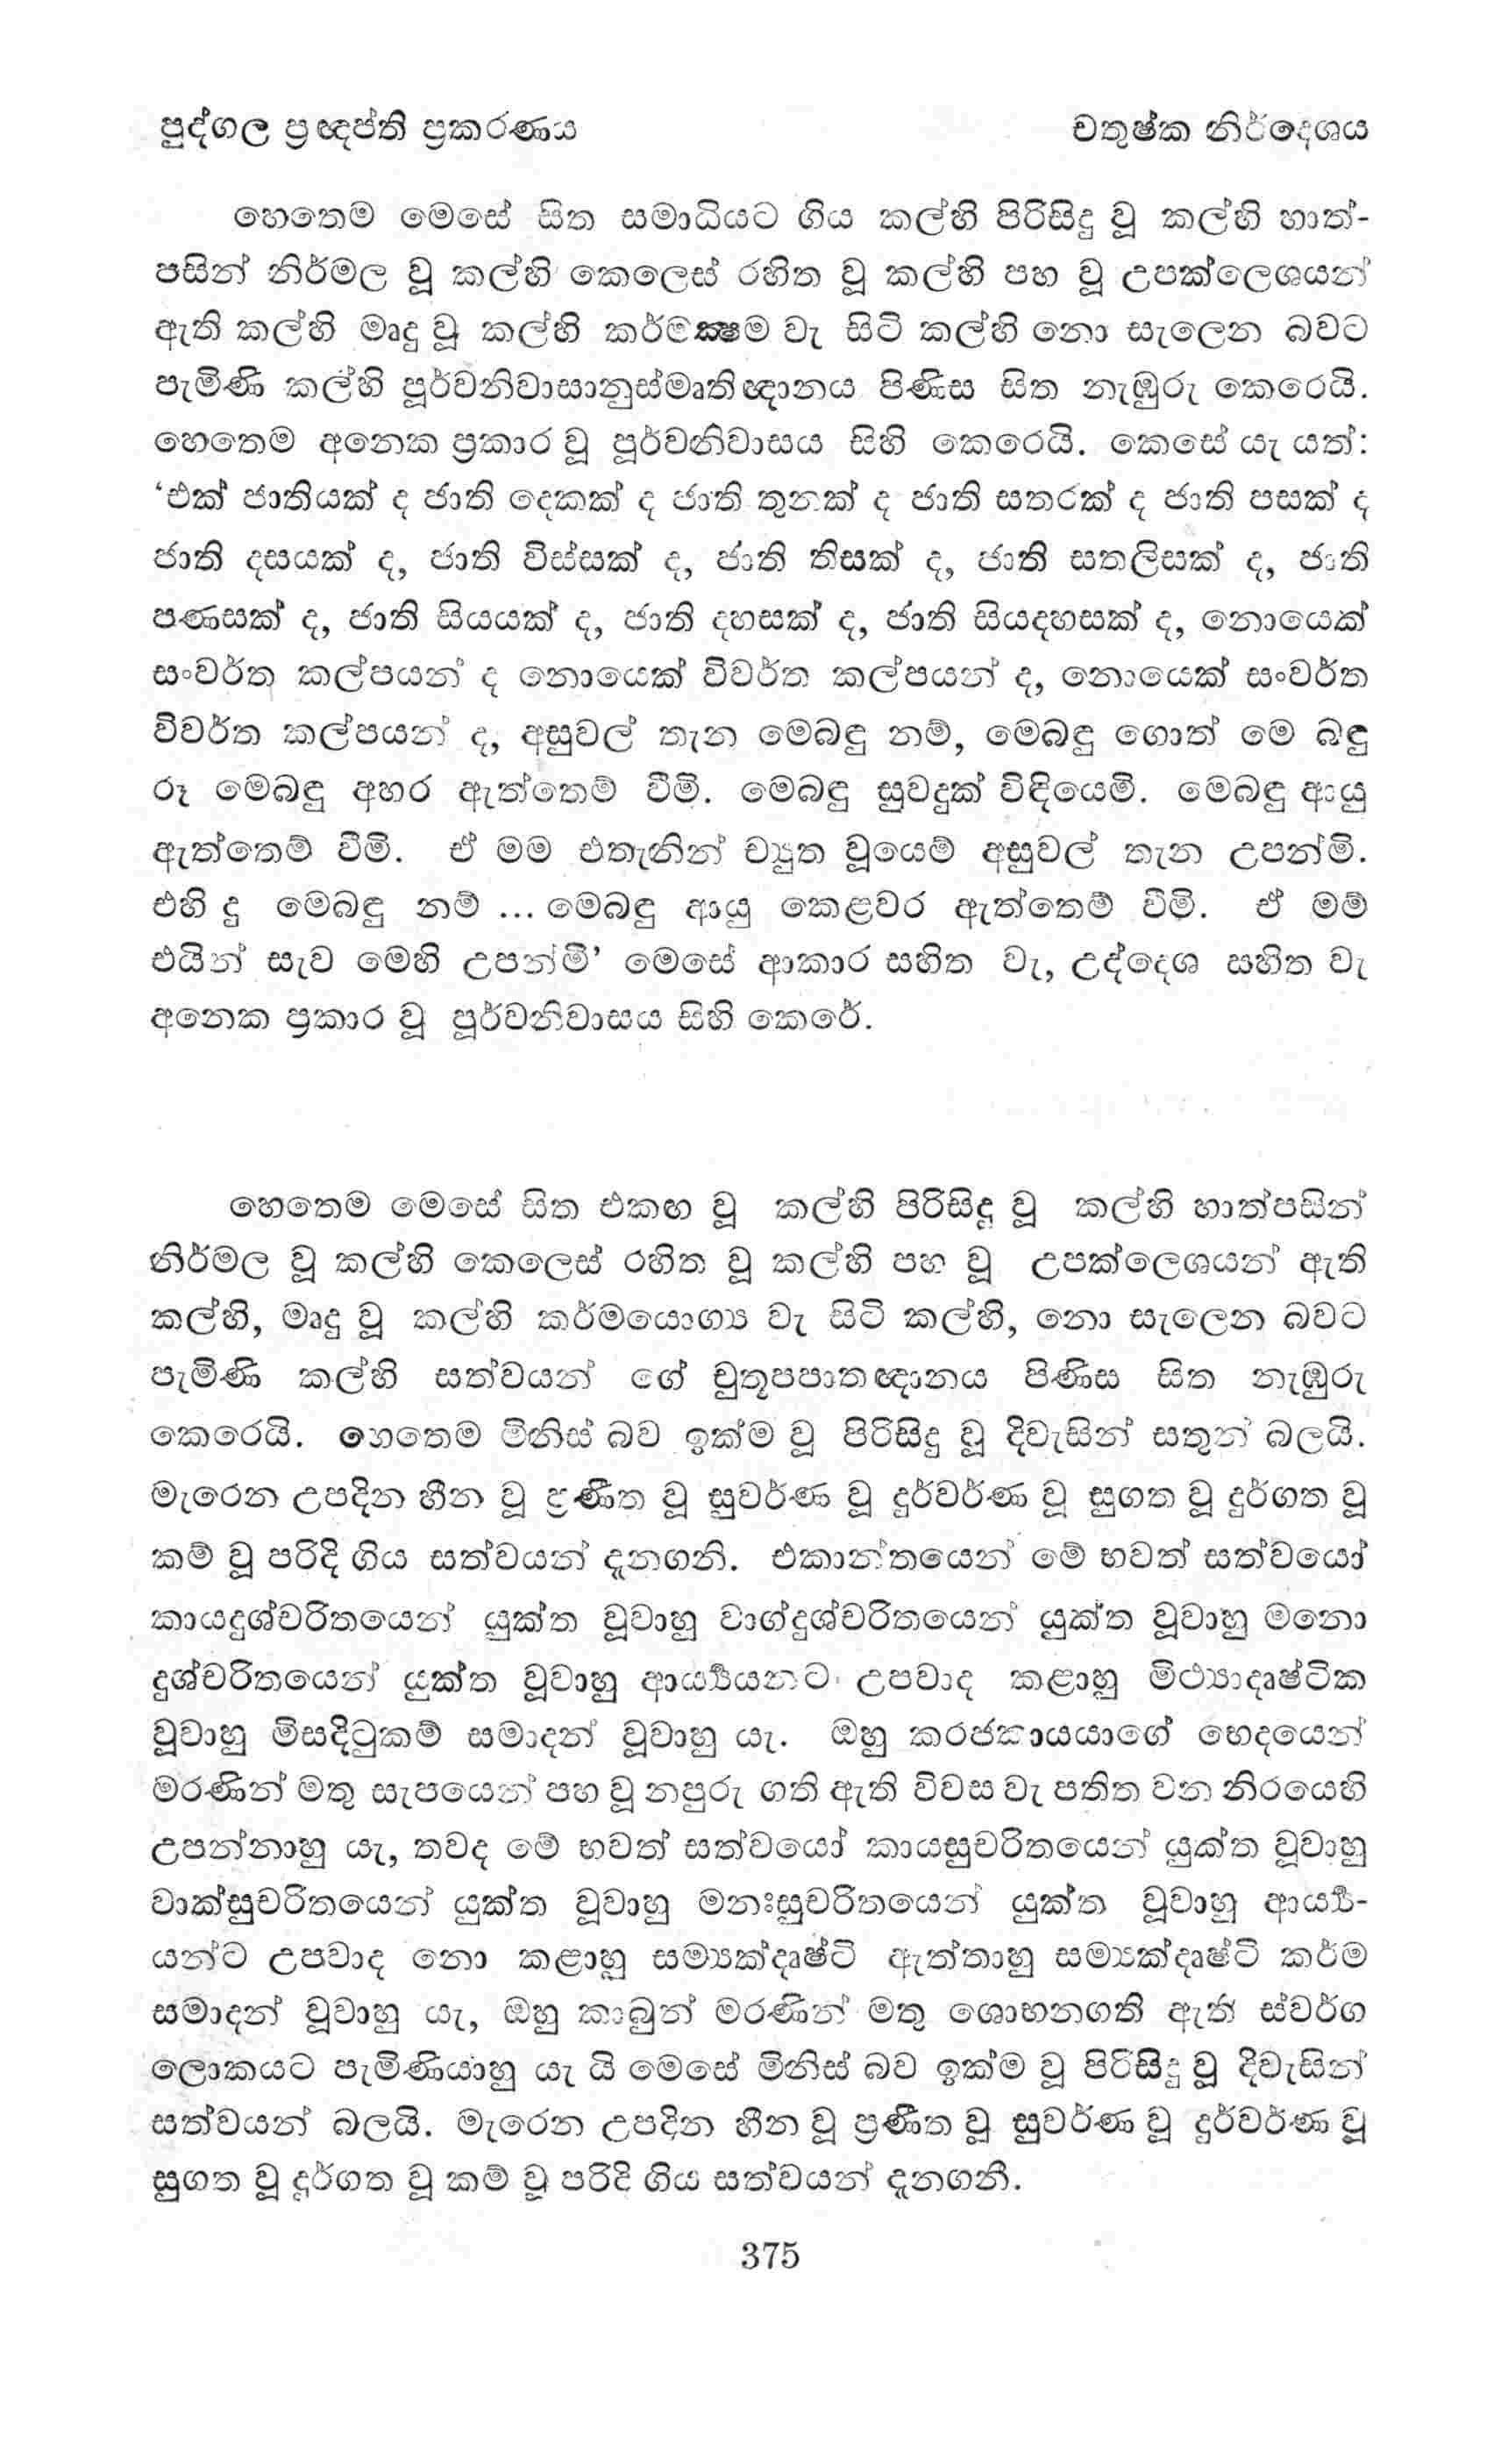 පුද්ගල ප්‍රඥප්ති ප්‍රකරණය
චතුෂ්ක නිර්දෙශය
හෙතෙම මෙසේ සිත සමාධියට ගිය කල්හි පිරිසිදු වූ කල්හි හාත්-
පසින් නිර්මල වූ කල්හි කෙලෙස් රහිත වූ කල්හි පහ වූ උපක්ලෙශයන්
ඇති කල්හි මෘදු වූ කල්හි කර්මක්‍ෂම වැ සිටි කල්හි නො සැලෙන බවට
පැමිණි කල්හි පූර්වනිවාසානුස්මෘතිඥානය පිණිස සිත නැඹුරු කෙරෙයි.
හෙතෙම අනෙක ප්‍රකාර වූ පූර්වනිවාසය සිහි කෙරෙයි. කෙසේ යැ යත්:
‘එක් ජාතියක් ද ජාති දෙකක් ද ජාති තුනක් ද ජාති සතරක් ද ජාති පසක් ද
ජාති දසයක් ද, ජාති විස්සක් ද, ජාති තිසක් ද, ජාති සතලිසක් ද, ජාති
පණසක් ද, ජාති සියයක් ද, ජාති දහසක් ද, ජාති සියදහසක් ද, නොයෙක්
සංවර්ත කල්පයන් ද නොයෙක් විවර්ත කල්පයන් ද, නොයෙක් සංවර්ත
විවර්ත කල්පයන් ද, අසුවල් තැන මෙබඳු නම්, මෙබඳු ගොත් මෙ බඳු
රූ මෙබඳු අහර ඇත්තෙම් වීමි. මෙබඳු සුවදුක් වින්‍දියෙමි. මෙබඳු ආයු
ඇත්තෙම් වීමි. ඒ මම එතැනින් ච්‍යුත වූයෙම් අසුවල් තැන උපන්මි.
එහි දු මෙබඳු නම් ... මෙබඳු ආයු කෙළවර ඇත්තෙම් වීමි. ඒ මම්
එයින් සැව මෙහි උපන්මි’ මෙසේ ආකාර සහිත වැ, උද්දෙශ සහිත වැ
අනෙක ප්‍රකාර වූ පූර්වනිවාසය සිහි කෙරේ.
හෙතෙම මෙසේ සිත එකඟ වූ කල්හි පිරිසිදු වූ කල්හි හාත්පසින්
නිර්මල වූ කල්හි කෙලෙස් රහිත වූ කල්හි පහ වූ උපක්ලෙශයන් ඇති
කල්හි, මෘදු වූ කල්හි කර්මයොග්‍ය වැ සිටි කල්හි, නො සැලෙන බවට
පැමිණි කල්හි සත්වයන් ගේ චුතූපපාතඥානය පිණිස සිත නැඹුරු
කෙරෙයි. හෙතෙම මිනිස් බව ඉක්ම වූ පිරිසිදු වූ දිවැසින් සතුන් බලයි.
මැරෙන උපදින හීන වූ ප්‍රණීත වූ සුවර්ණ වූ දුර්වර්ණ වූ සුගත වූ දුර්ගත වූ
කම් වූ පරිදි ගිය සත්වයන් දැනගනි. එකාන්තයෙන් මේ භවත් සත්වයෝ
කායදුශ්චරිතයෙන් යුක්ත වූවාහු වාග්දුශ්චරිතයෙන් යුක්ත වූවාහු මනො
දුශ්චරිතයෙන් යුක්ත වූවාහු ආර්‍ය්‍යයනට උපවාද කළාහු මිථ්‍යාදෘෂ්ටික
වූවාහු මිසදිටුකම් සමාදන් වූවාහු යැ. ඔහු කරජකායයාගේ භෙදයෙන්
මරණින් මතු සැපයෙන් පහ වූ නපුරු ගති ඇති විවස වැ පතිත වන නිරයෙහි
උපන්නාහු යැ, තවද මේ භවත් සත්වයෝ කායසුචරිතයෙන් යුක්ත වූවාහු
වාක්සුචරිතයෙන් යුක්ත වූවාහු මනඃසුචරිතයෙන් යුක්ත වූවාහු ආර්‍ය්‍ය-
යන්ට උපවාද නො කළාහු සම්‍යක්දෘෂ්ටි ඇත්තාහු සම්‍යක්දෘෂ්ටි කර්ම
සමාදන් වූවාහු යැ, ඔහු කාබුන් මරණින් මතු ශොභනගති ඇති ස්වර්ග
ලොකයට පැමිණියාහු යැ යි මෙසේ මිනිස් බව ඉක්ම වූ පිරිසිදු වූ දිවැසින්
සත්වයන් බලයි. මැරෙන උපදින හීන වූ ප්‍රණීත වූ සුවර්ණ වූ දුර්වර්ණ වූ
සුගත වූ දුර්ගත වූ කම් වූ පරිදි ගිය සත්වයන් දැනගනී.
375